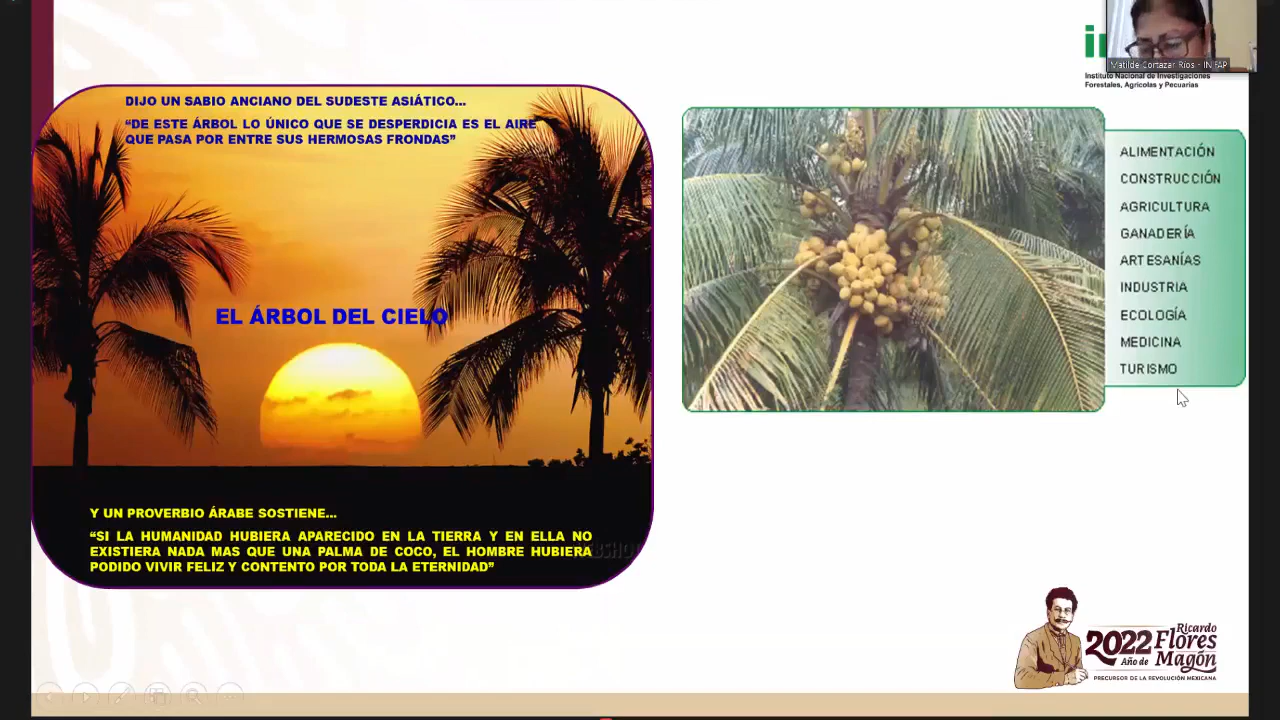 DIJO UN SABIO ANCIANO DEL SUDESTE ASIÁTICO...
“DE ESTE ÁRBOL LO ÚNICO QUE SE DESPERDICIA ES EL AIRE
QUE PASA POR ENTRE SUS HERMOSAS FRONDAS”
EL ÁRBOL DEL CIELO
Y UN PROVERBIO ÁRABE SOSTIENE...
“SI LA HUMANIDAD HUBIERA APARECIDO EN LA TIERRA Y EN ELLA NO
EXISTIERA NADA MAS QUE UNA PALMA DE COCO, EL HOMBRE HUBIERA
PODIDO VIVIR FELIZ Y CONTENTO POR TODA LA ETERNIDAD”
Matilde Cortazar Rios - INIFAP
Instituto Nacional de Investigaciones
Forestales, Agrícolas y Pecuarias
ALIMENTACIÓN
CONSTRUCCIÓN
AGRICULTURA
GANADERÍA
ARTESANÍAS
INDUSTRIA
ECOLOGÍA
MEDICINA
TURISMO
2022 Ricardo
Flores
Año de Magón
PRECURSOR DE LA REVOLUCIÓN MEXICANA